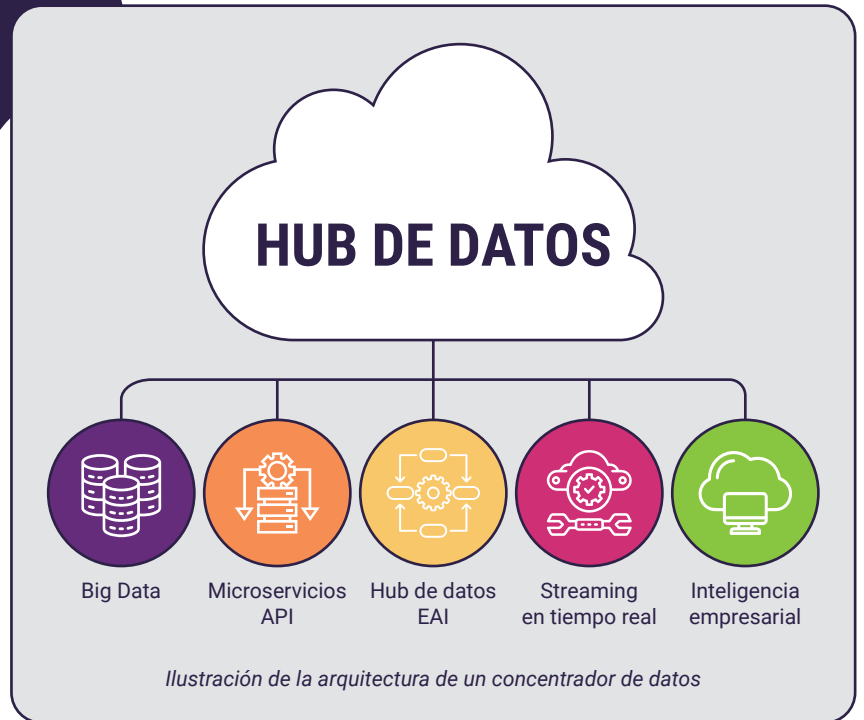 HUB DE DATOS
Big Data
Microservicios
API
Hub de datos
EAI
Streaming
en tiempo real
Inteligencia
empresarial
Ilustración de la arquitectura de un concentrador de datos